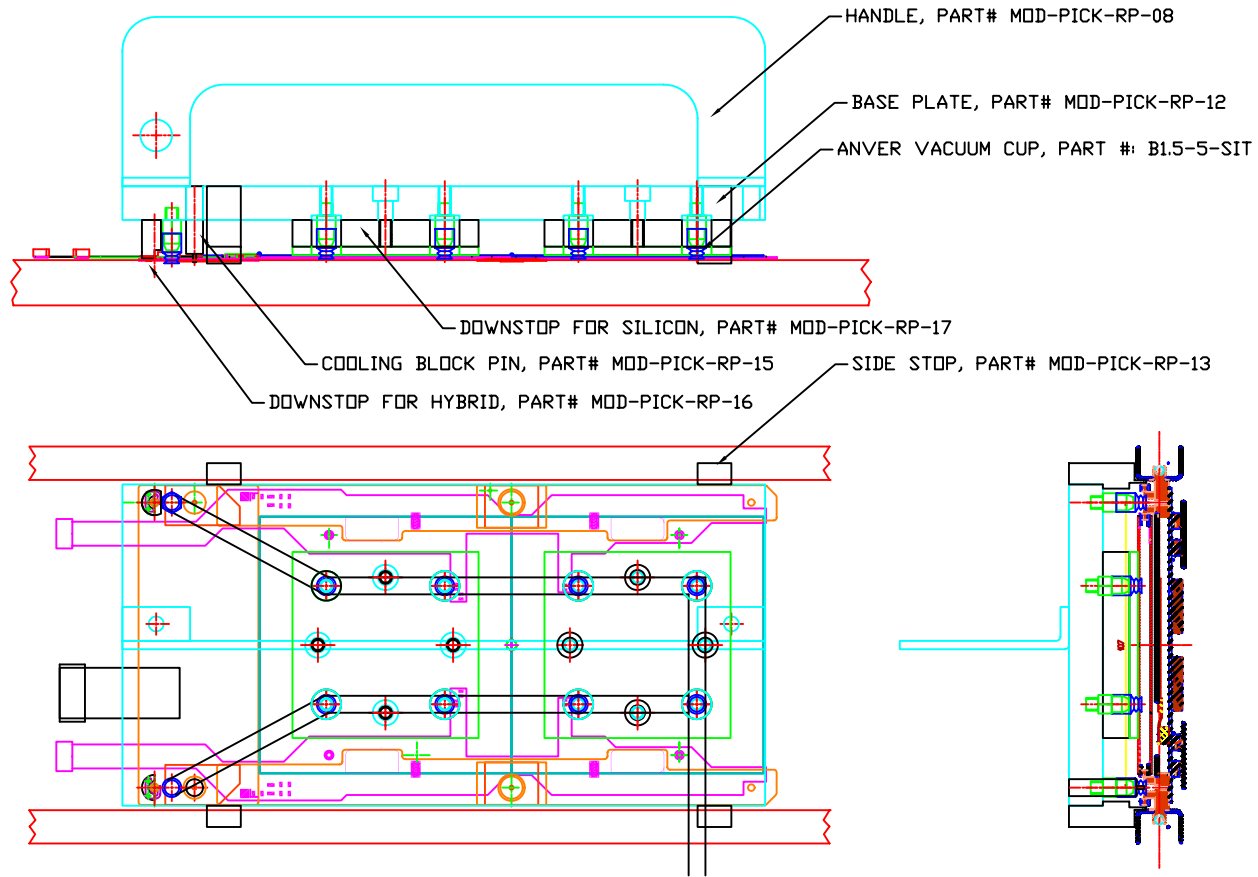 HANDLE, PART# MOD-PICK-RP-08
BASE PLATE, PART# MOD-PICK-RP-12
ANVER VACUUM CUP, PART #: B1.5-5-SIT
DOWNSTOP FOR SILICON, PART# MOD-PICK-RP-17
COOLING BLOCK PIN, PART# MOD-PICK-RP-15
SIDE STOP, PART# MOD-PICK-RP-13
DOWNSTOP FOR HYBRID, PART# MOD-PICK-RP-16